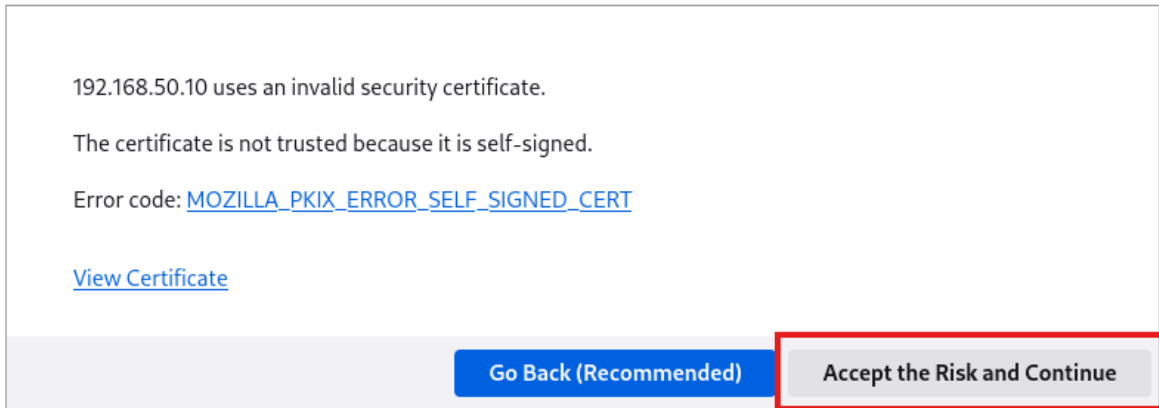 192.168.50.10 uses an invalid security certificate.
The certificate is not trusted because it is self-signed.
Error code: MOZILLA_PKIX_ERROR_SELF_SIGNED_CERT
View Certificate
Go Back (Recommended)
Accept the Risk and Continue